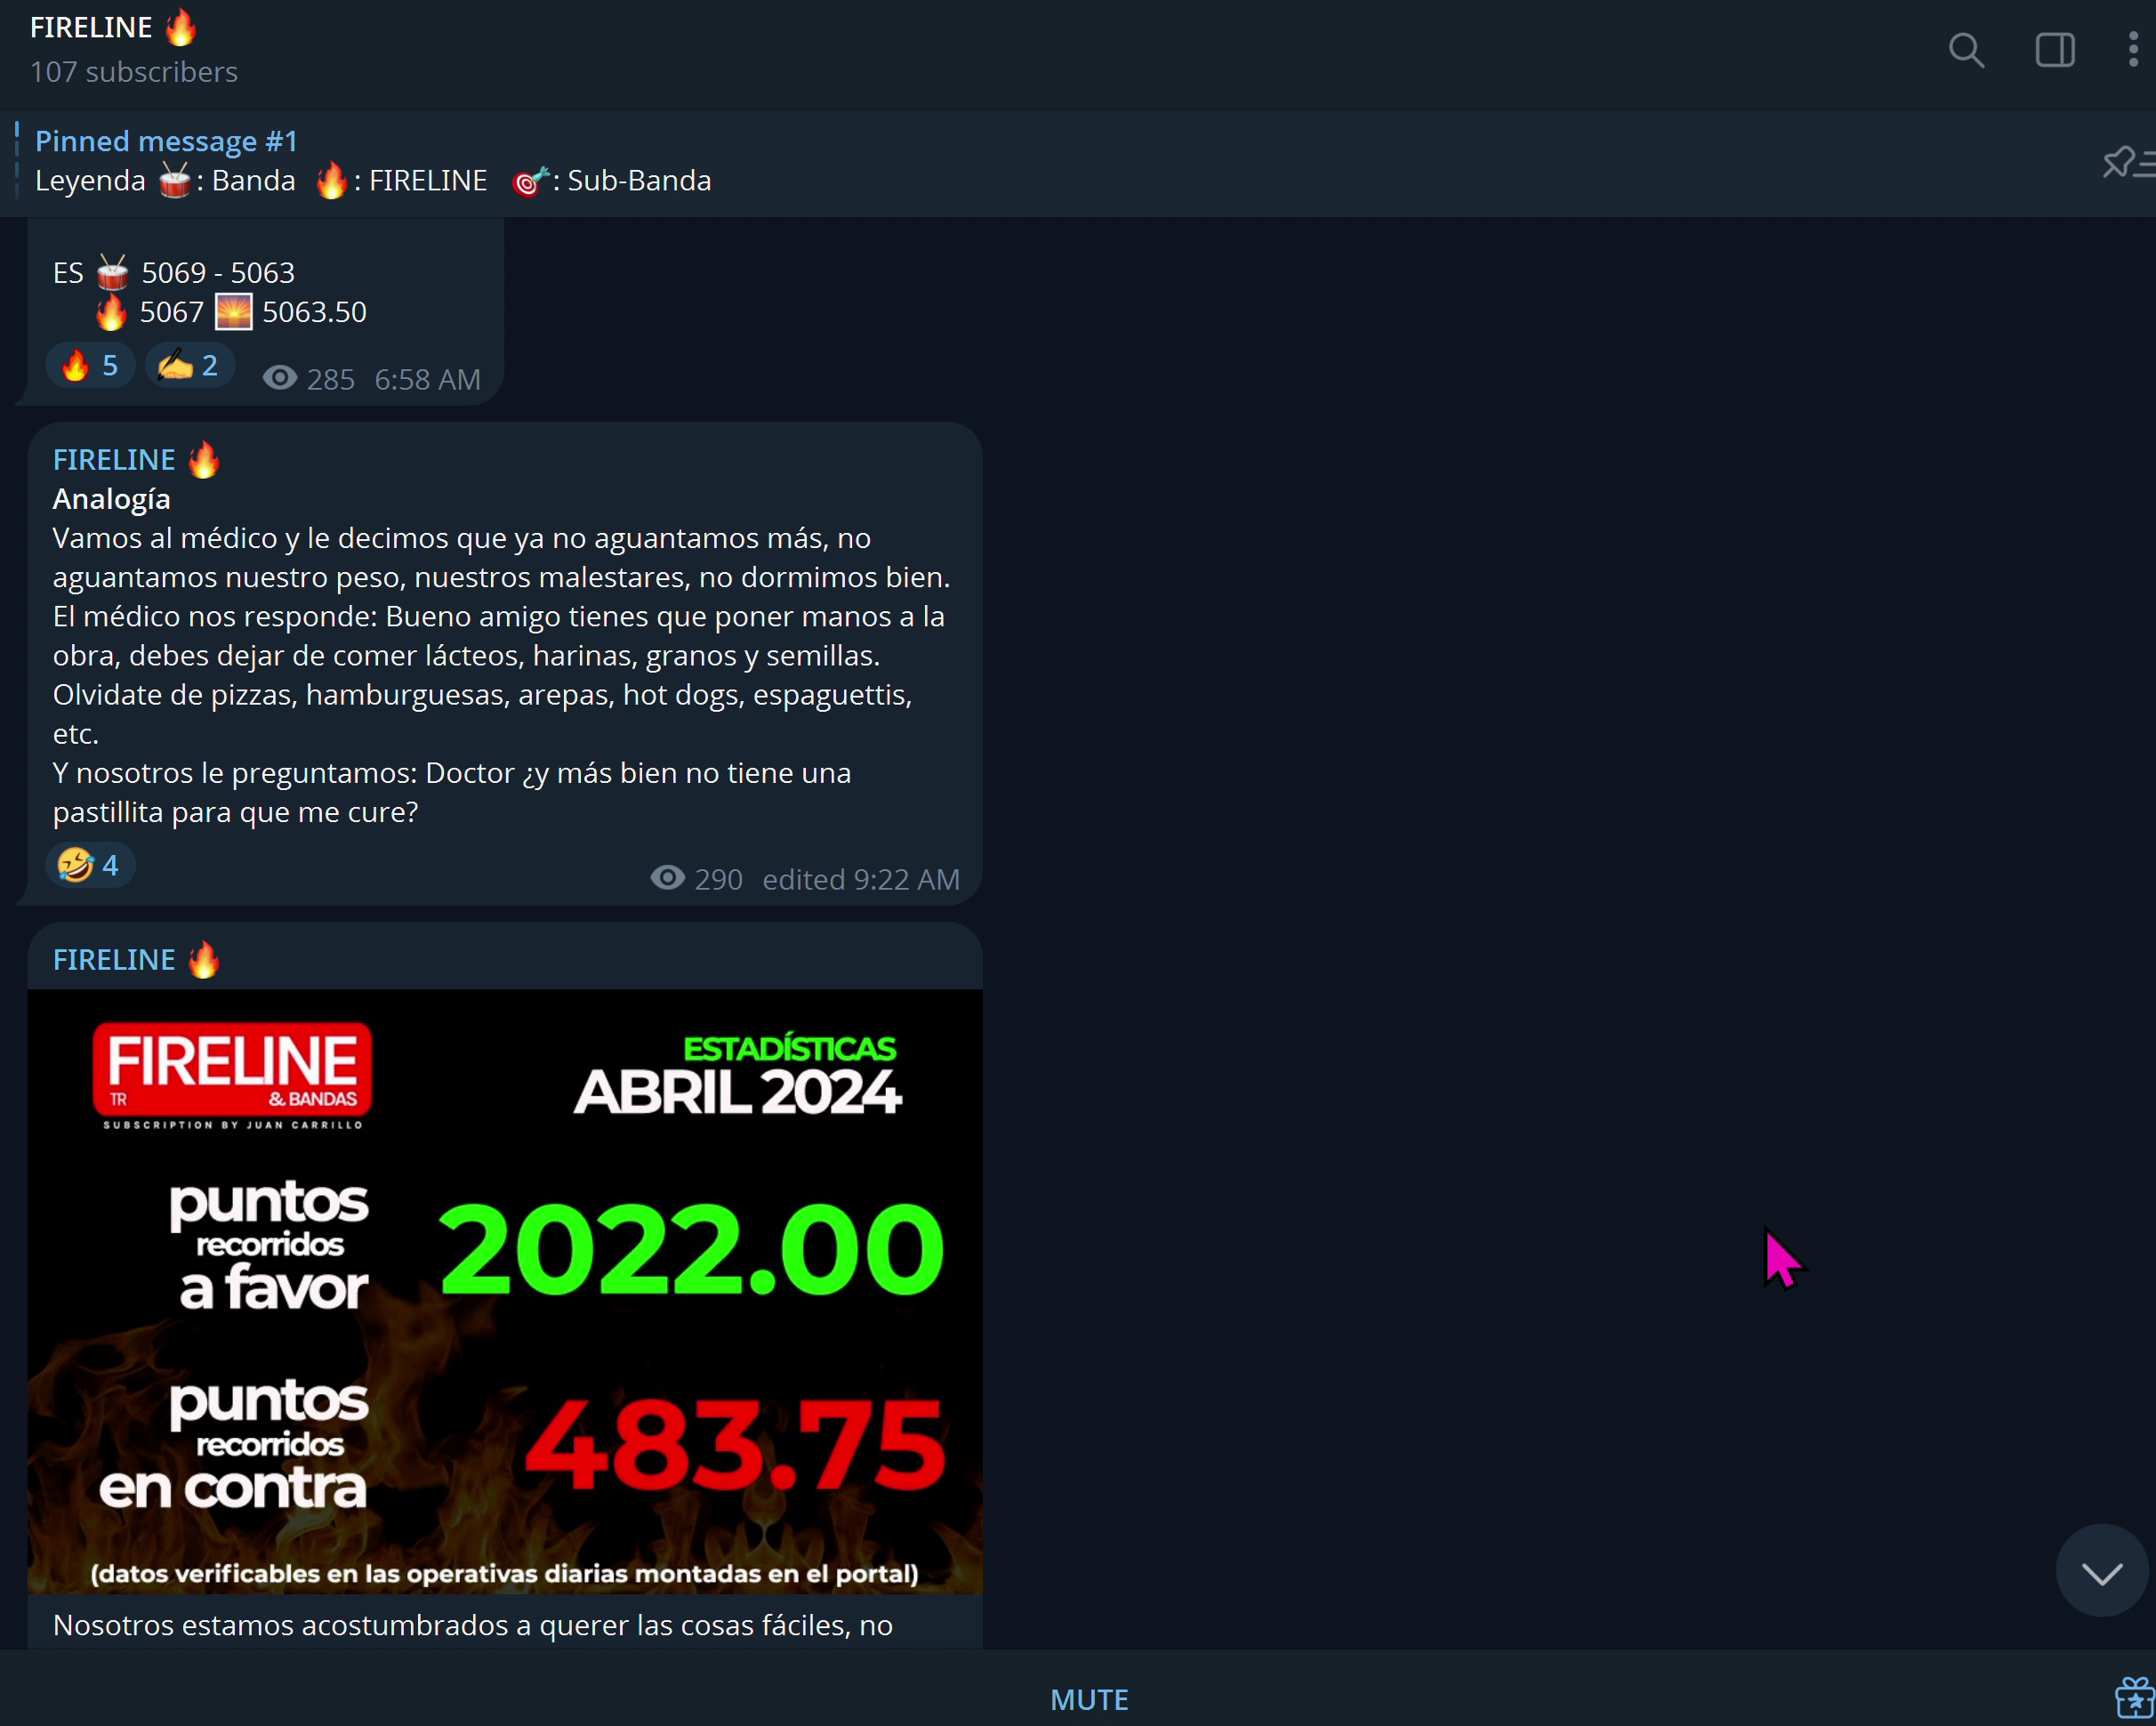 FIRELINE 🔥
107 subscribers
Pinned message #1
Leyenda 🥁: Banda 🔥: FIRELINE 🎯: Sub-Banda
ES 🥁 5069 - 5063
🔥 5067 🌅 5063.50
🔥 5 ✍️ 2 285 6:58 AM
FIRELINE 🔥
Analogía
Vamos al médico y le decimos que ya no aguantamos más, no
aguantamos nuestro peso, nuestros malestares, no dormimos bien.
El médico nos responde: Bueno amigo tienes que poner manos a la
obra, debes dejar de comer lácteos, harinas, granos y semillas.
Olvidate de pizzas, hamburguesas, arepas, hot dogs, espaguettis,
etc.
Y nosotros le preguntamos: Doctor ¿y más bien no tiene una
pastillita para que me cure?
🤣 4 290 edited 9:22 AM
FIRELINE 🔥
FIRELINE
TR & BANDAS
SUBSCRIPTION BY JUAN CARRILLO
ESTADÍSTICAS
ABRIL 2024
puntos
recorridos
a favor
2022.00
puntos
recorridos
en contra
483.75
(datos verificables en las operativas diarias montadas en el portal)
Nosotros estamos acostumbrados a querer las cosas fáciles, no
MUTE